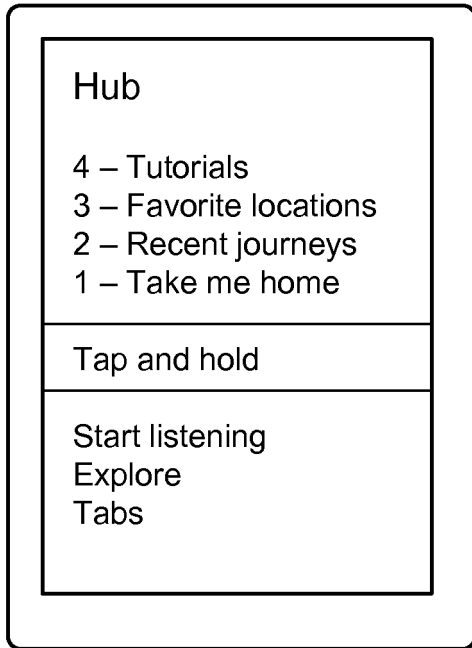 Hub
4 – Tutorials
3 – Favorite locations
2 – Recent journeys
1 – Take me home
Tap and hold
Start listening
Explore
Tabs